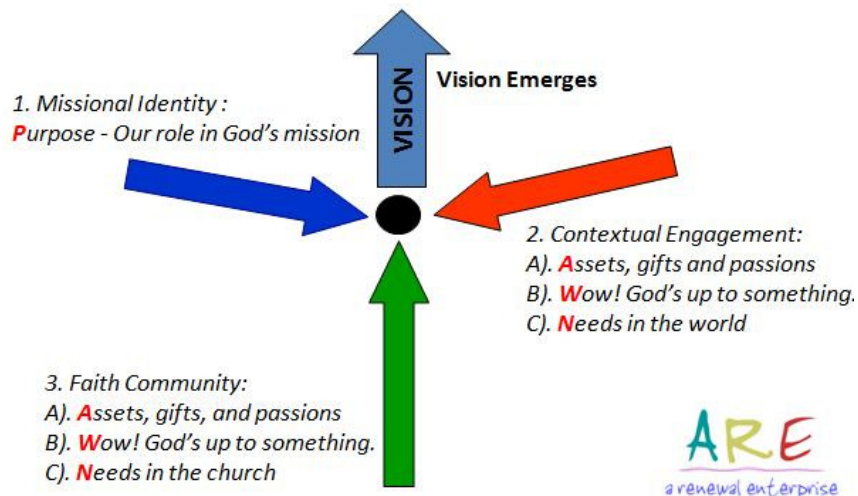 VISION
Vision Emerges
1. Missional Identity :
Purpose - Our role in God's mission
2. Contextual Engagement:
A). Assets, gifts and passions
B). Wow! God's up to something.
C). Needs in the world
3. Faith Community:
A). Assets, gifts, and passions
B). Wow! God's up to something.
C). Needs in the church
ARE
a renewal enterprise